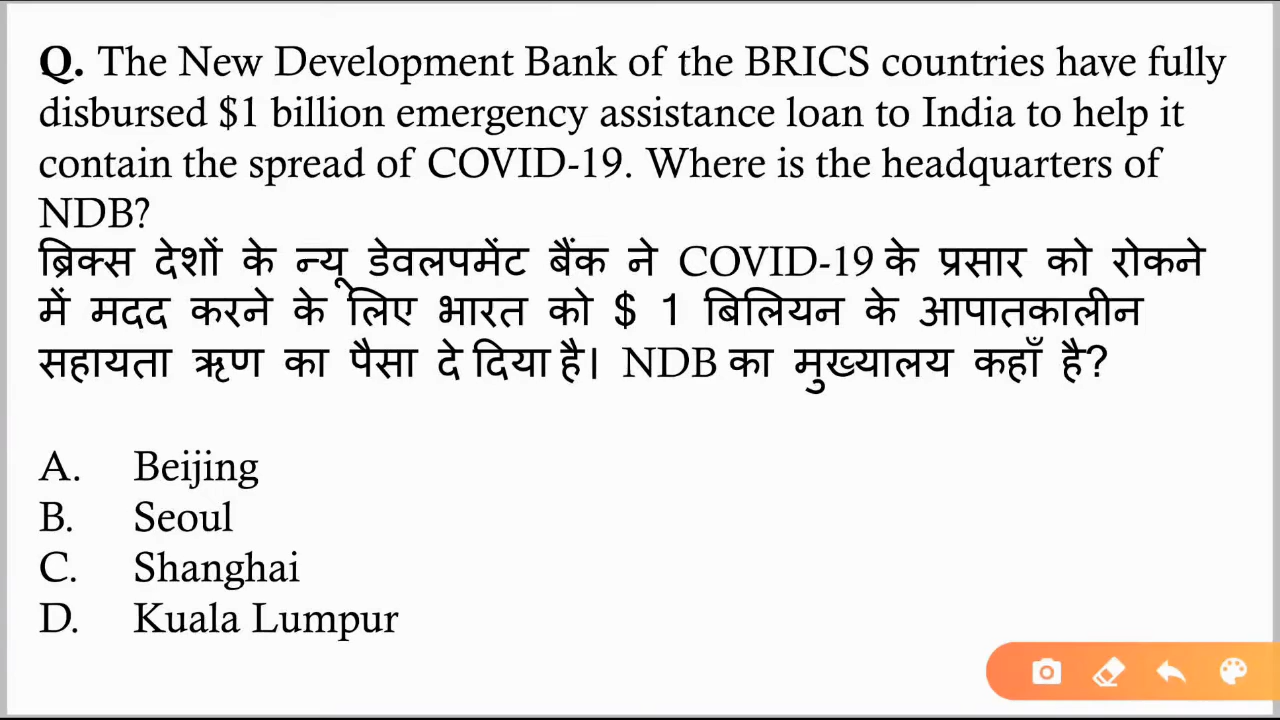 Q. The New Development Bank of the BRICS countries have fully
disbursed $1 billion emergency assistance loan to India to help it
contain the spread of COVID-19. Where is the headquarters of
NDB?
ब्रिक्स देशों के न्यू डेवलपमेंट बैंक ने COVID-19 के प्रसार को रोकने
में मदद करने के लिए भारत को $ 1 बिलियन के आपातकालीन
सहायता ऋण का पैसा दे दिया है। NDB का मुख्यालय कहाँ है?
A. Beijing
B. Seoul
C. Shanghai
D. Kuala Lumpur